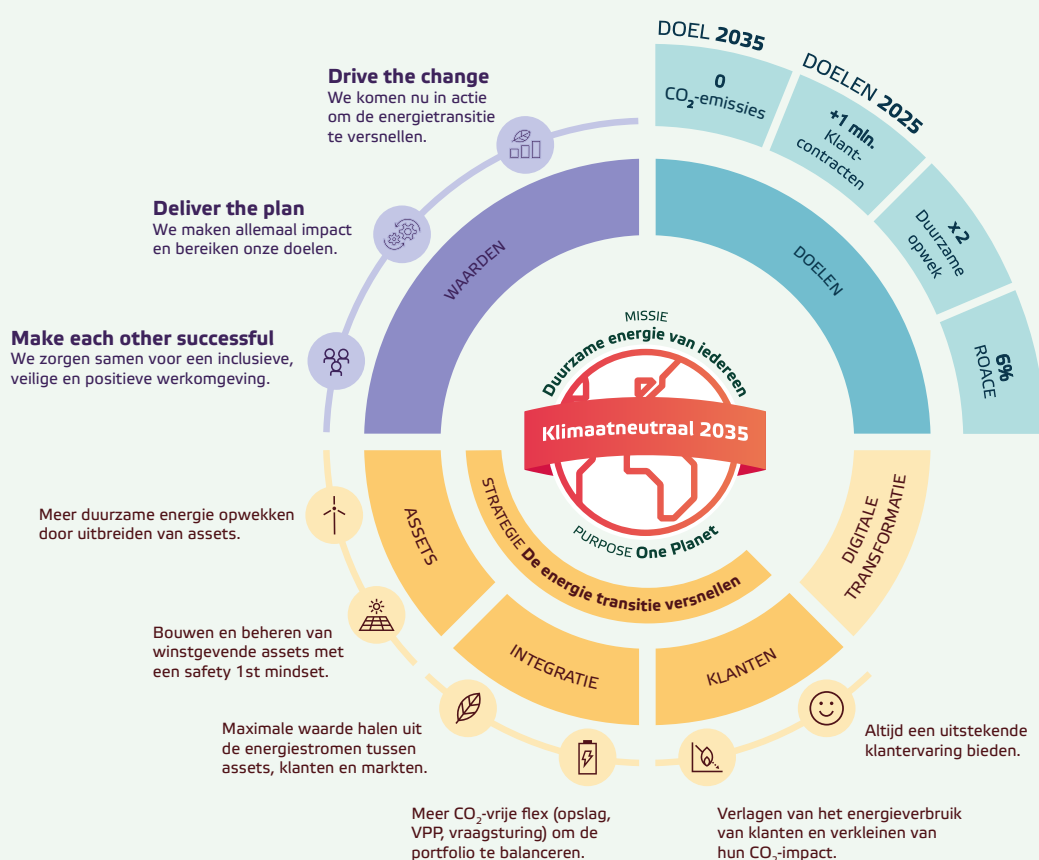 DOEL 2035
0
CO₂-emissies
DOELEN 2025
+1 mln.
Klant-
contracten
x 2
Duurzame
opwek
6%
ROACE
Drive the change
We komen nu in actie
om de energietransitie
te versnellen.
Deliver the plan
We maken allemaal impact
en bereiken onze doelen.
Make each other successful
We zorgen samen voor een inclusieve,
veilige en positieve werkomgeving.
WAARDEN
DOELEN
MISSIE
Duurzame energie van iedereen
Klimaatneutraal 2035
PURPOSE One Planet
STRATEGIE De energie transitie versnellen
ASSETS
INTEGRATIE
KLANTEN
DIGITALE
TRANSFORMATIE
Meer duurzame energie opwekken
door uitbreiden van assets.
Bouwen en beheren van
winstgevende assets met
een safety 1st mindset.
Maximale waarde halen uit
de energiestromen tussen
assets, klanten en markten.
Meer CO₂-vrije flex (opslag,
VPP, vraagsturing) om de
portfolio te balanceren.
Verlagen van het energieverbruik
van klanten en verkleinen van
hun CO₂-impact.
Altijd een uitstekende
klantervaring bieden.